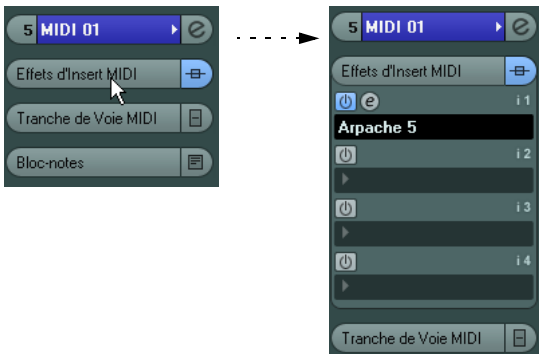 5 MIDI 01
e
Effets d'Insert MIDI
Tranche de Voie MIDI
Bloc-notes
5 MIDI 01
e
Effets d'Insert MIDI
e i 1
Arpache 5
i 2
i 3
i 4
Tranche de Voie MIDI